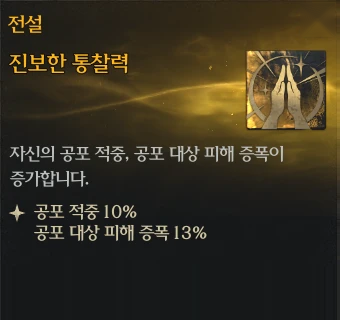 전설
진보한 통찰력
자신의 공포 적중, 공포 대상 피해 증폭이
증가합니다.
공포 적중 10%
공포 대상 피해 증폭 13%